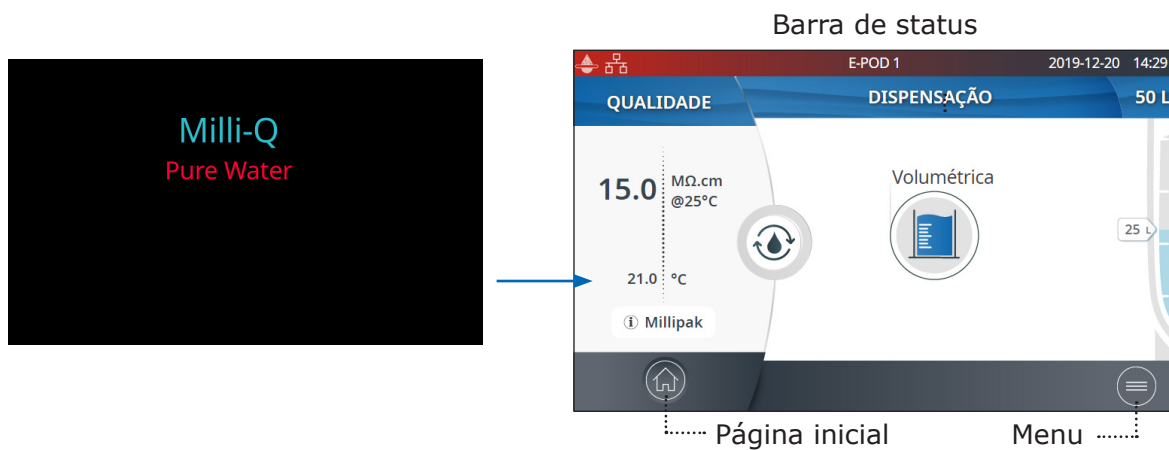 Barra de status
Milli-Q
Pure Water
E-POD 1 2019-12-20 14:29
QUALIDADE DISPENSAÇÃO 50 L
15.0 MΩ.cm
@25°C
Volumétrica
25 L
21.0 °C
i Millipak
Página inicial Menu